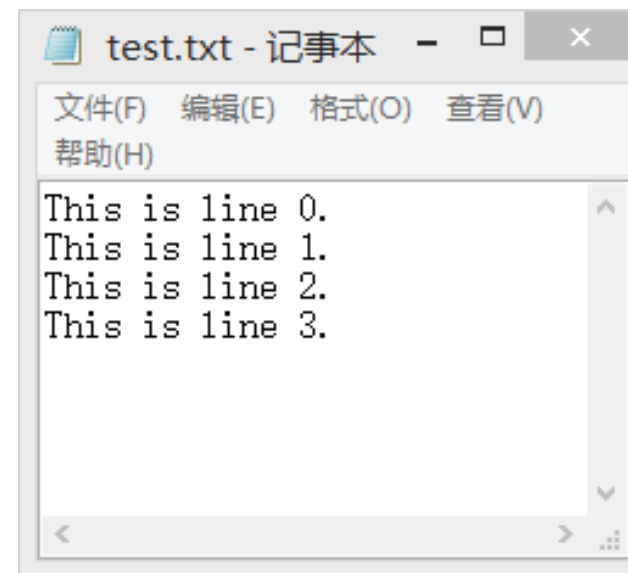 test.txt - 记事本
文件(F) 编辑(E) 格式(O) 查看(V)
帮助(H)
This is line 0.
This is line 1.
This is line 2.
This is line 3.